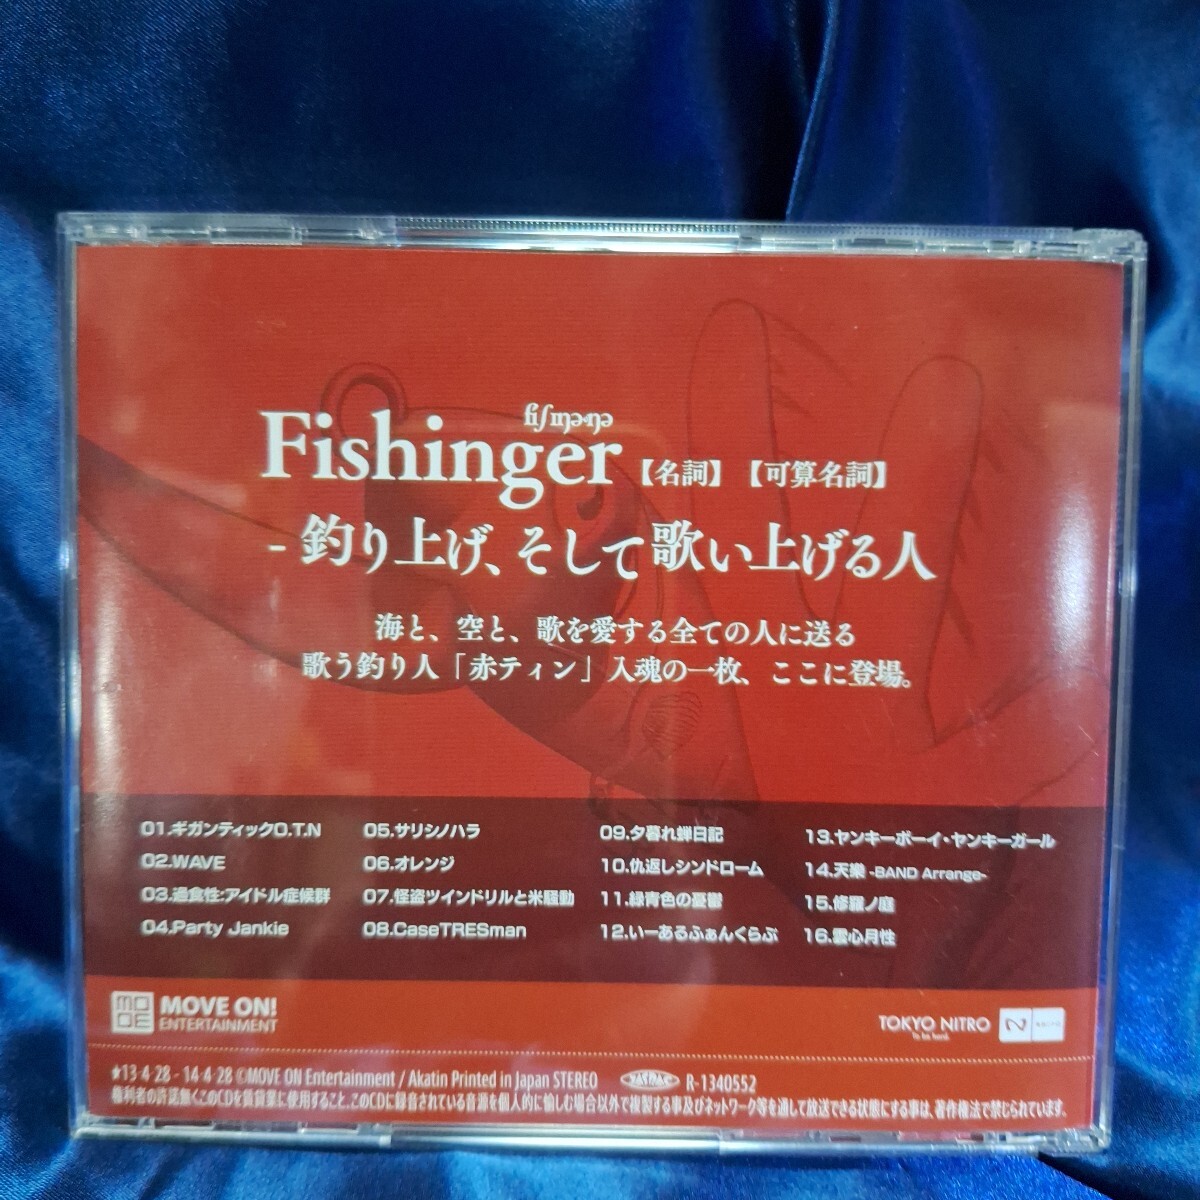 Fishinger【名詞】【可算名詞】
- 釣り上げ、そして歌い上げる人
海と、空と、歌を愛する全ての人に送る
歌う釣り人「赤ティン」入魂の一枚、ここに登場。
01.ギガンティックO.T.N
02.WAVE
03.過食性:アイドル症候群
04.Party Jankie
05.サリシノハラ
06.オレンジ
07.怪盗ツインドリルと米騒動
08.CaseTRESman
09.夕暮れ蝉日記
10.仇返しシンドローム
11.緑青色の憂鬱
12.いーあるふぁんくらぶ
13.ヤンキーボーイ・ヤンキーガール
14.天樂 -BAND Arrange-
15.修羅ノ庭
16.雲心月性
MOVE ON!
ENTERTAINMENT
TOKYO NITRO
★13·4·28 - 14·4·28 ©MOVE ON Entertainment / Akatin Printed in Japan STEREO R-1340552
権利者の許諾無くこのCDを賃貸業に使用すること、このCDに録音されている音源を個人的に愉しむ場合以外で複製する事及びネットワーク等を通して放送できる状態にする事は、著作権法で禁じられています。